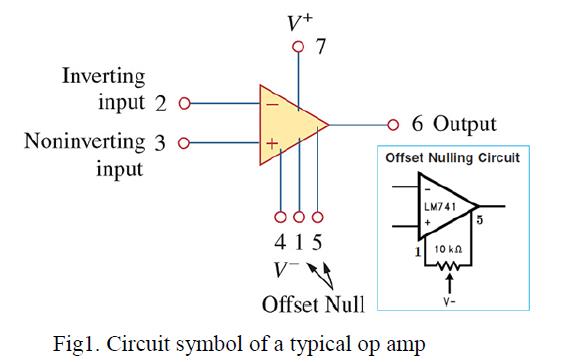 V+
7
Inverting
input 2
6 Output
Noninverting 3
input
−
+
4 1 5
V−
Offset Null
Offset Nulling Circuit
−
LM741
+
5
1
10 kΩ
V-
Fig1. Circuit symbol of a typical op amp